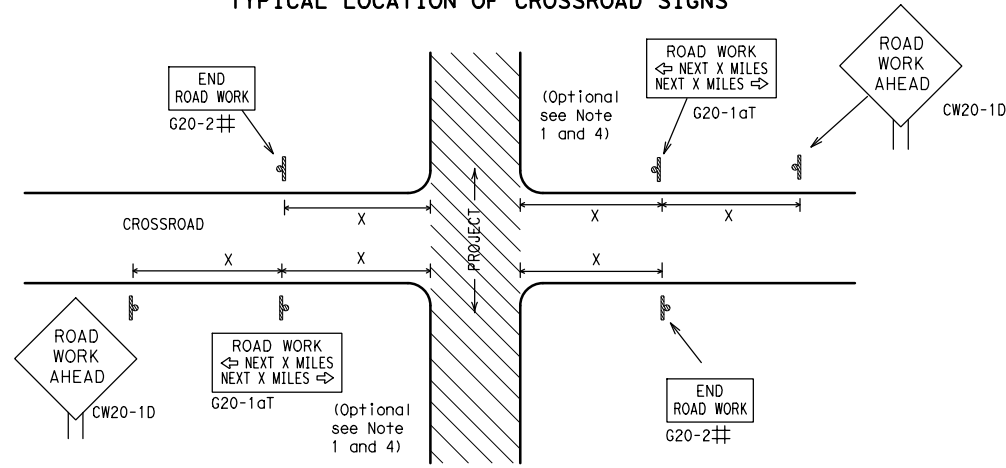 TYPICAL LOCATION OF CROSSROAD SIGNS
END
ROAD WORK
G20-2#
(Optional
see Note
1 and 4)
ROAD WORK
⇦ NEXT X MILES
NEXT X MILES ⇨
G20-1aT
ROAD
WORK
AHEAD
CW20-1D
X
X
X
CROSSROAD
PROJECT
X
X
X
ROAD
WORK
AHEAD
CW20-1D
ROAD WORK
⇦ NEXT X MILES
NEXT X MILES ⇨
G20-1aT
(Optional
see Note
1 and 4)
END
ROAD WORK
G20-2#